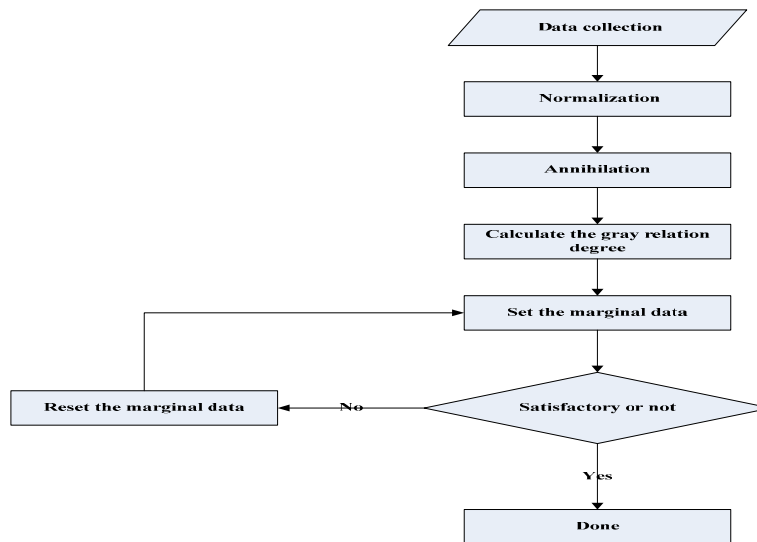 Data collection
Normalization
Annihilation
Calculate the gray relation
degree
Set the marginal data
Reset the marginal data
No
Satisfactory or not
Yes
Done